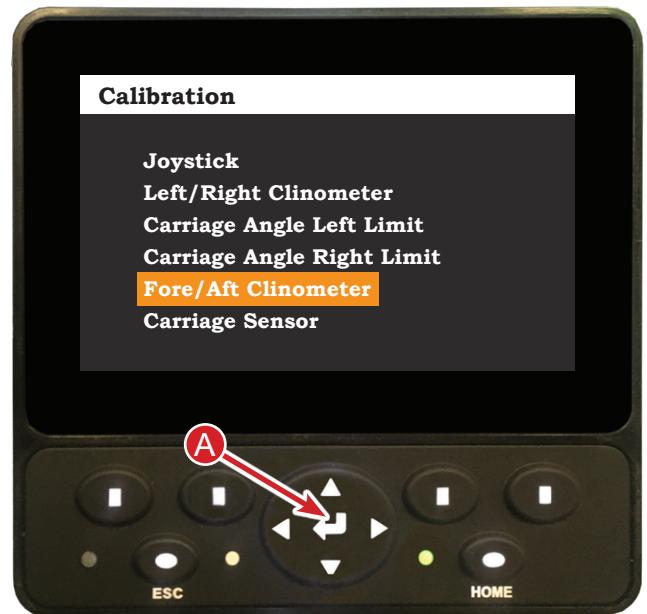 Calibration
Joystick
Left/Right Clinometer
Carriage Angle Left Limit
Carriage Angle Right Limit
Fore/Aft Clinometer
Carriage Sensor
A
ESC
HOME